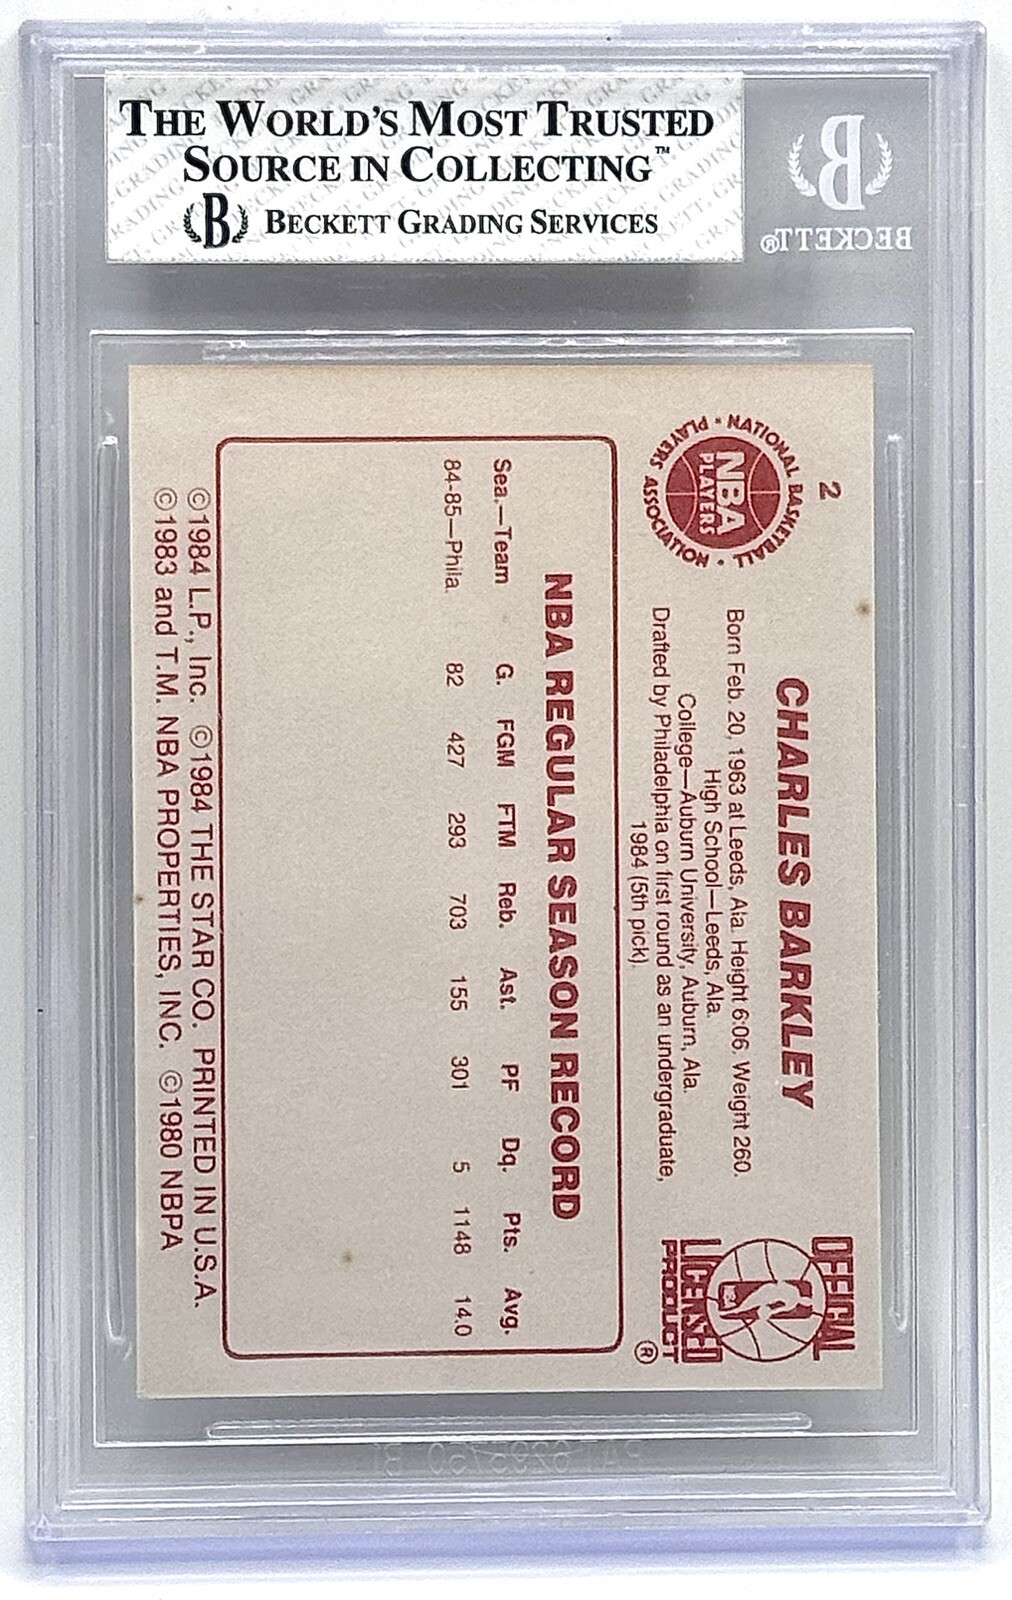 THE WORLD'S MOST TRUSTED
SOURCE IN COLLECTING™
B BECKETT GRADING SERVICES
B
BECKETT®
2
NATIONAL BASKETBALL • PLAYERS ASSOCIATION •
NBA
PLAYERS
CHARLES BARKLEY
Born Feb. 20, 1963 at Leeds, Ala. Height 6:06. Weight 260.
High School—Leeds, Ala.
College—Auburn University, Auburn, Ala.
Drafted by Philadelphia on first round as an undergraduate,
1984 (5th pick).
OFFICIAL
LICENSED
PRODUCT
®
NBA REGULAR SEASON RECORD
Sea.—Team G. FGM FTM Reb. Ast. PF Dq. Pts. Avg.
84-85—Phila. 82 427 293 703 155 301 5 1148 14.0
©1984 L.P., Inc. ©1984 THE STAR CO. PRINTED IN U.S.A.
©1983 and T.M. NBA PROPERTIES, INC. ©1980 NBPA